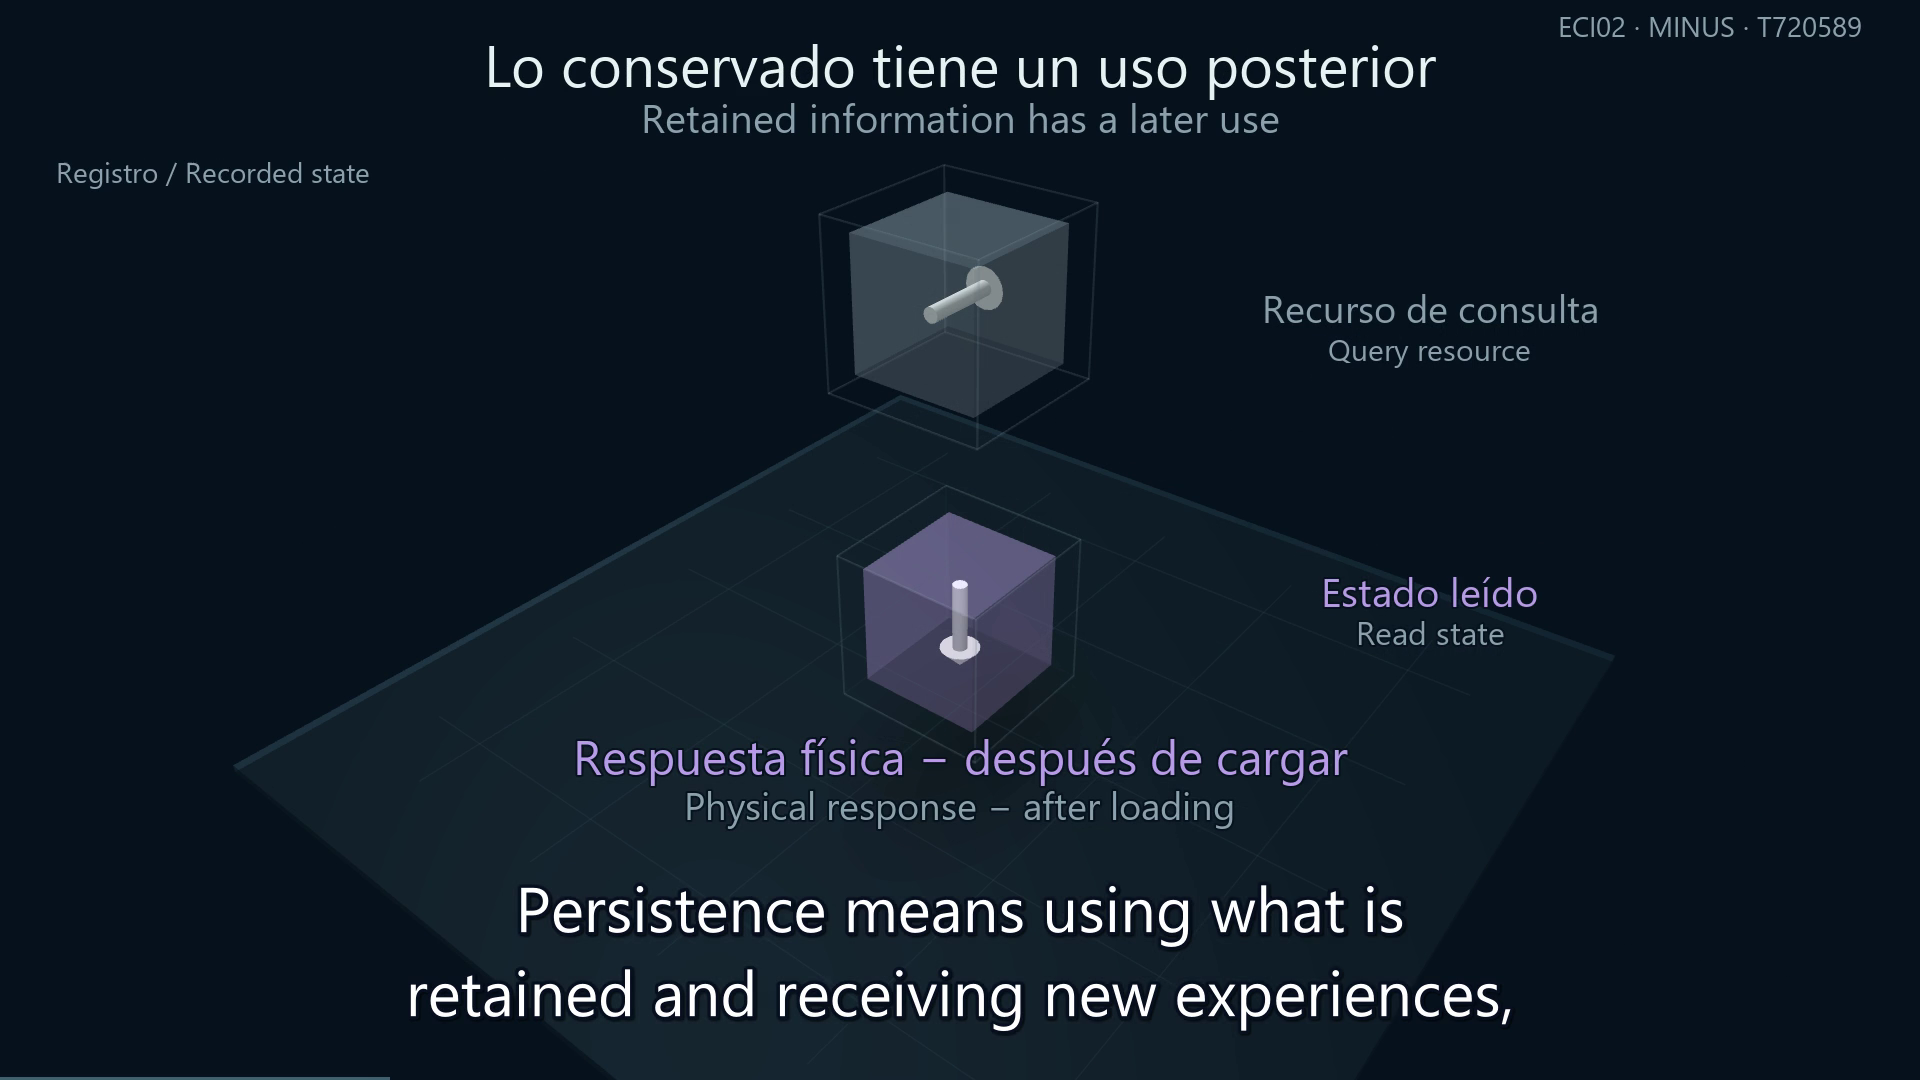 ECI02 · MINUS · T720589
Lo conservado tiene un uso posterior
Retained information has a later use
Registro / Recorded state
Recurso de consulta
Query resource
Estado leído
Read state
Respuesta física – después de cargar
Physical response – after loading
Persistence means using what is
retained and receiving new experiences,